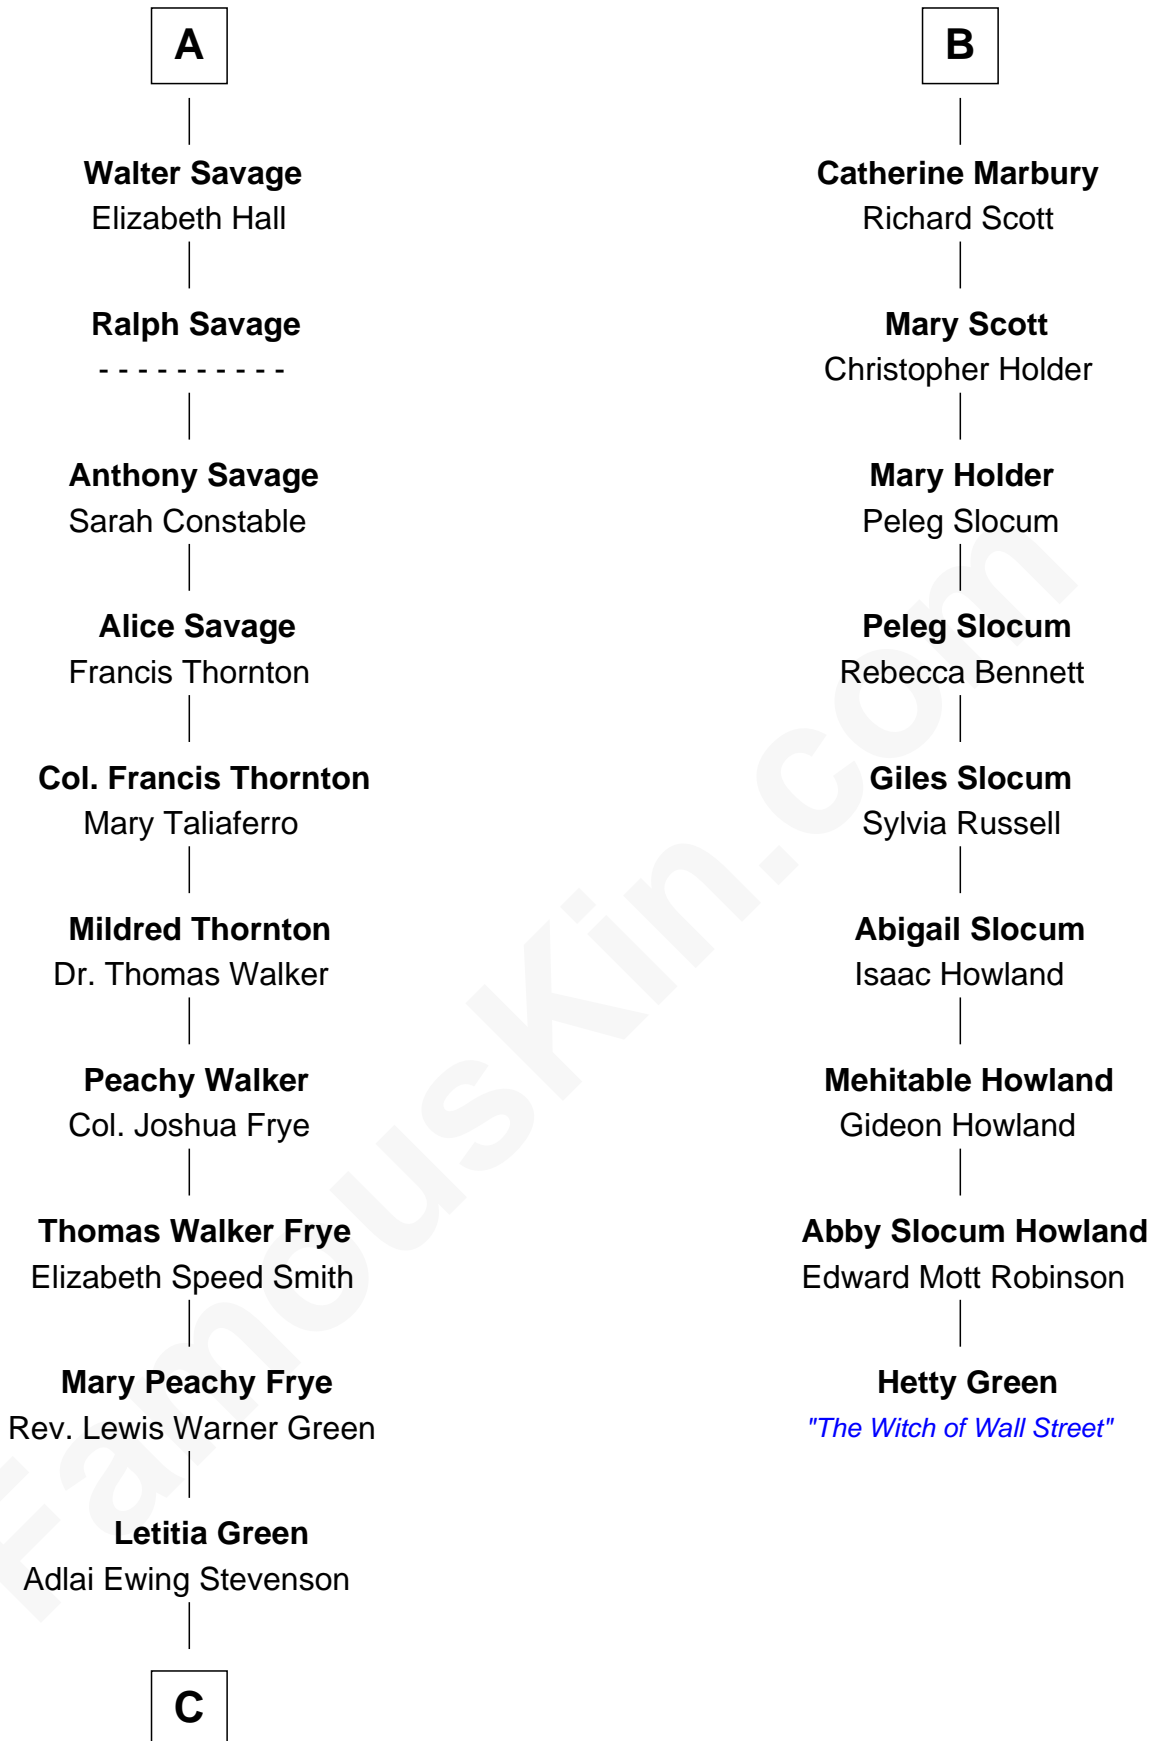 A
Walter Savage
Elizabeth Hall
Ralph Savage
- - - - - - - - - -
Anthony Savage
Sarah Constable
Alice Savage
Francis Thornton
Col. Francis Thornton
Mary Taliaferro
Mildred Thornton
Dr. Thomas Walker
Peachy Walker
Col. Joshua Frye
Thomas Walker Frye
Elizabeth Speed Smith
Mary Peachy Frye
Rev. Lewis Warner Green
Letitia Green
Adlai Ewing Stevenson
C
B
Catherine Marbury
Richard Scott
Mary Scott
Christopher Holder
Mary Holder
Peleg Slocum
Peleg Slocum
Rebecca Bennett
Giles Slocum
Sylvia Russell
Abigail Slocum
Isaac Howland
Mehitable Howland
Gideon Howland
Abby Slocum Howland
Edward Mott Robinson
Hetty Green
"The Witch of Wall Street"
FamousKin.com